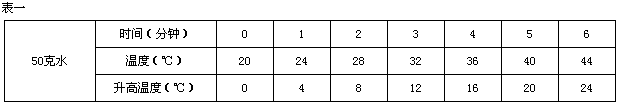 表一
50克水
时间(分钟) 0 1 2 3 4 5 6
温度(℃) 20 24 28 32 36 40 44
升高温度(℃) 0 4 8 12 16 20 24